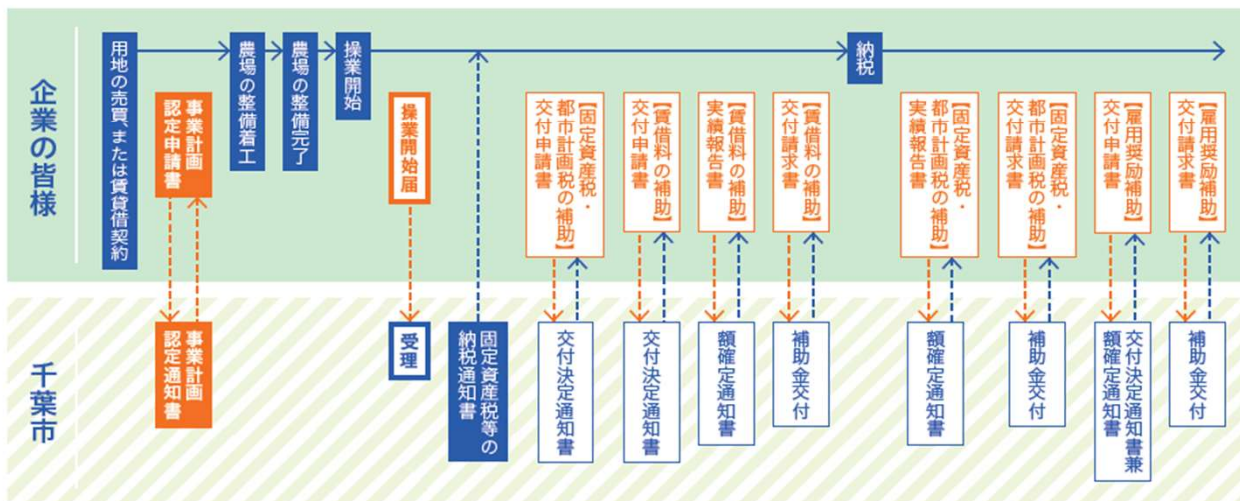 企業の皆様
用地の売買、または賃貸借契約
事業計画
認定申請書
農場の整備着工
農場の整備完了
操業開始
操業開始届
【固定資産税・
都市計画税の補助】
交付申請書
【賃借料の補助】
交付申請書
【賃借料の補助】
実績報告書
【賃借料の補助】
交付請求書
納税
【固定資産税・
都市計画税の補助】
実績報告書
【固定資産税・
都市計画税の補助】
交付請求書
【雇用奨励補助】
交付申請書
【雇用奨励補助】
交付請求書
千葉市
事業計画
認定通知書
受理
固定資産税等の
納税通知書
交付決定通知書
交付決定通知書
額確定通知書
補助金交付
額確定通知書
補助金交付
交付決定通知書兼
額確定通知書
補助金交付